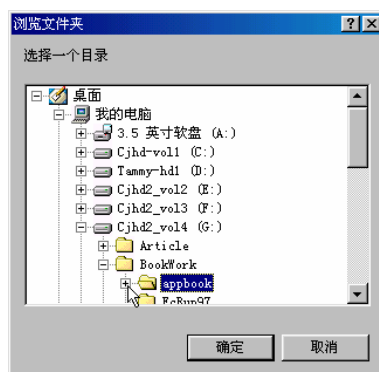 浏览文件夹
选择一个目录
桌面
我的电脑
3.5 英寸软盘 (A:)
Cjhd-vol1 (C:)
Tammy-hd1 (D:)
Cjhd2_vol2 (E:)
Cjhd2_vol3 (F:)
Cjhd2_vol4 (G:)
Article
BookWork
appbook
EcRun97
确定 取消